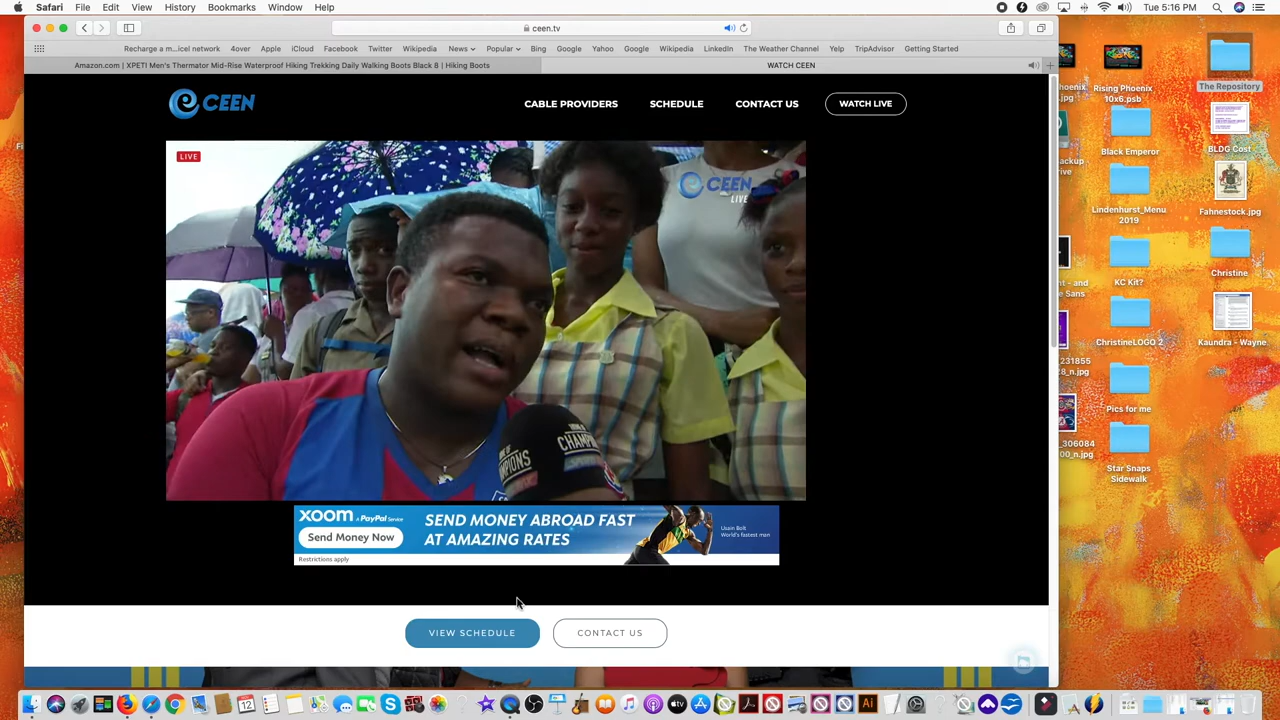 Safari File Edit View History Bookmarks Window Help
Tue 5:16 PM
ceen.tv
Recharge a m...icel network 4over Apple iCloud Facebook Twitter Wikipedia News Popular Bing Google Yahoo Google Wikipedia LinkedIn The Weather Channel Yelp TripAdvisor Getting Started
Amazon.com | XPETI Men's Thermator Mid-Rise Waterproof Hiking Trekking Daily Walking Boots Black 8 | Hiking Boots
WATCH CEEN
CEEN
CABLE PROVIDERS SCHEDULE CONTACT US WATCH LIVE
LIVE
CEEN
LIVE
CHAMPIONS
xoom A PayPal Service
Send Money Now
Restrictions apply
SEND MONEY ABROAD FAST
AT AMAZING RATES
Usain Bolt
World's fastest man
VIEW SCHEDULE CONTACT US
Rising Phoenix
10x6.psb
The Repository
Black Emperor
BLDG Cost
Lindenhurst_Menu_
2019
Fahnestock.jpg
KC Kit?
Christine
ChristineLOGO 2
Kaundra - Wayne
Pics for me
Star Snaps
Sidewalk